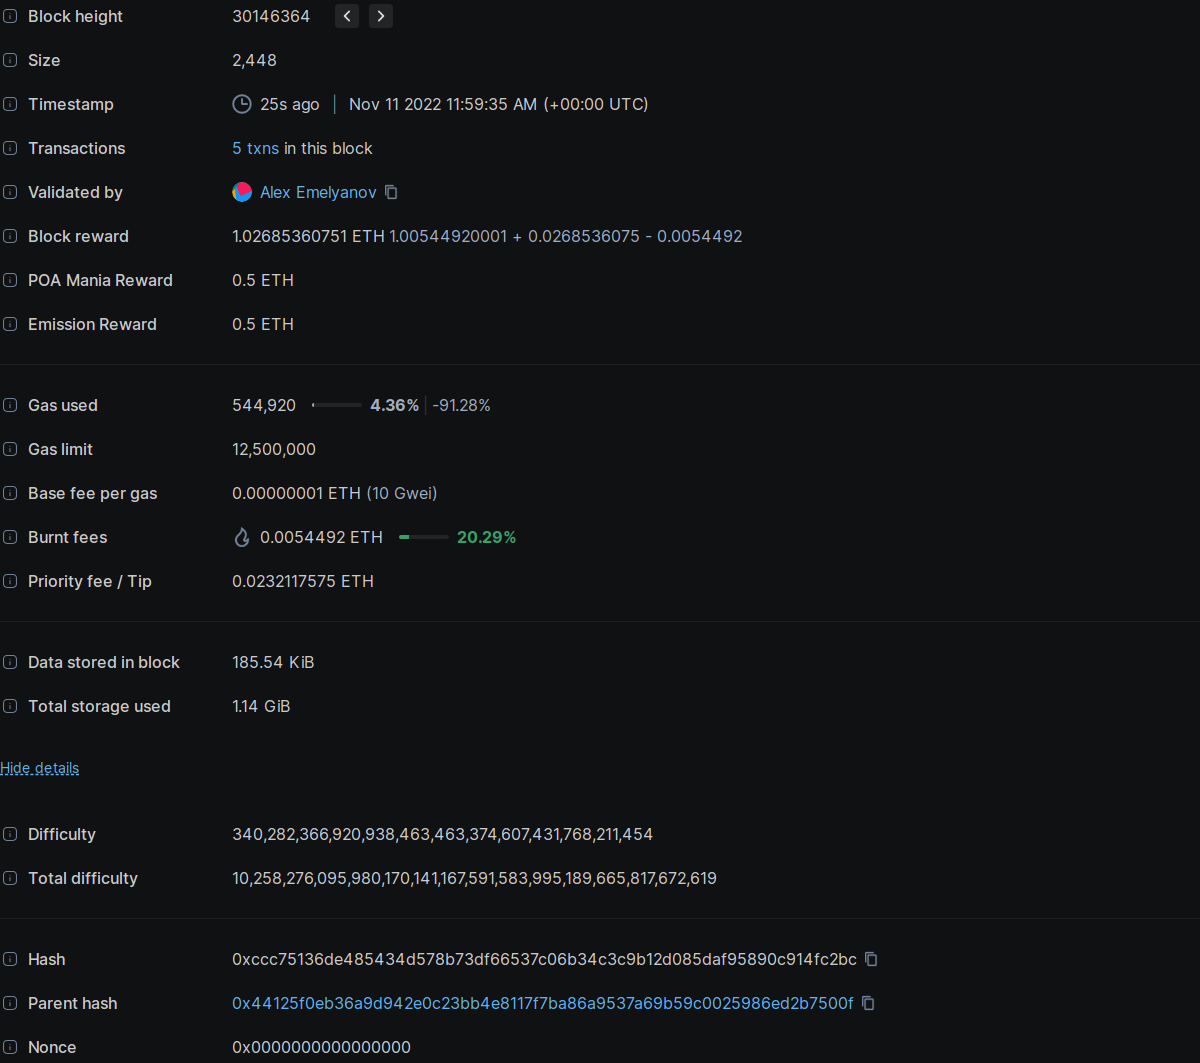 Block height 30146364
Size 2,448
Timestamp 25s ago | Nov 11 2022 11:59:35 AM (+00:00 UTC)
Transactions 5 txns in this block
Validated by Alex Emelyanov
Block reward 1.02685360751 ETH 1.00544920001 + 0.0268536075 - 0.0054492
POA Mania Reward 0.5 ETH
Emission Reward 0.5 ETH
Gas used 544,920 4.36% | -91.28%
Gas limit 12,500,000
Base fee per gas 0.00000001 ETH (10 Gwei)
Burnt fees 0.0054492 ETH 20.29%
Priority fee / Tip 0.0232117575 ETH
Data stored in block 185.54 KiB
Total storage used 1.14 GiB
Hide details
Difficulty 340,282,366,920,938,463,463,374,607,431,768,211,454
Total difficulty 10,258,276,095,980,170,141,167,591,583,995,189,665,817,672,619
Hash 0xccc75136de485434d578b73df66537c06b34c3c9b12d085daf95890c914fc2bc
Parent hash 0x44125f0eb36a9d942e0c23bb4e8117f7ba86a9537a69b59c0025986ed2b7500f
Nonce 0x0000000000000000